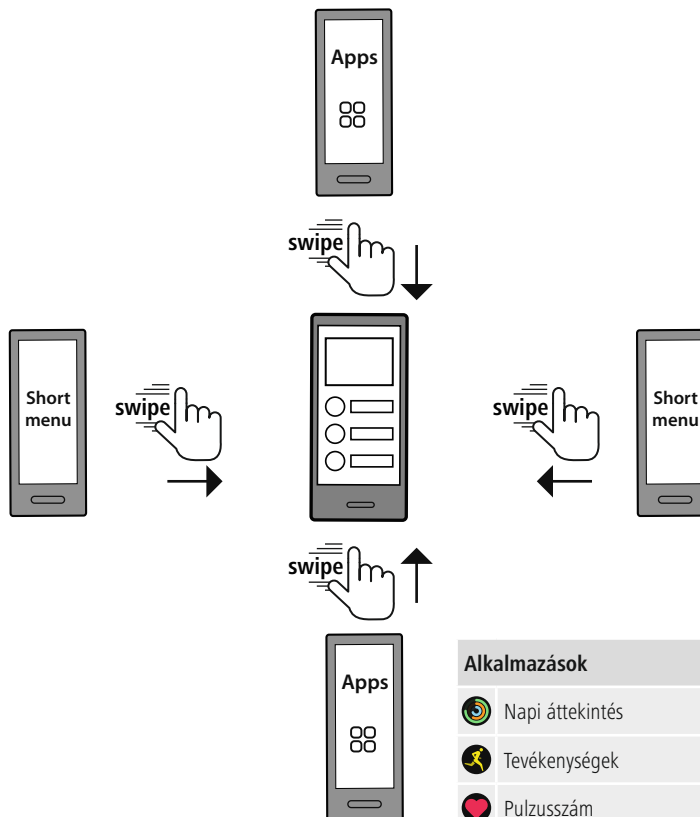 Apps
swipe
Short
menu
swipe
swipe
Short
menu
swipe
Apps
Alkalmazások
Napi áttekintés
Tevékenységek
Pulzusszám